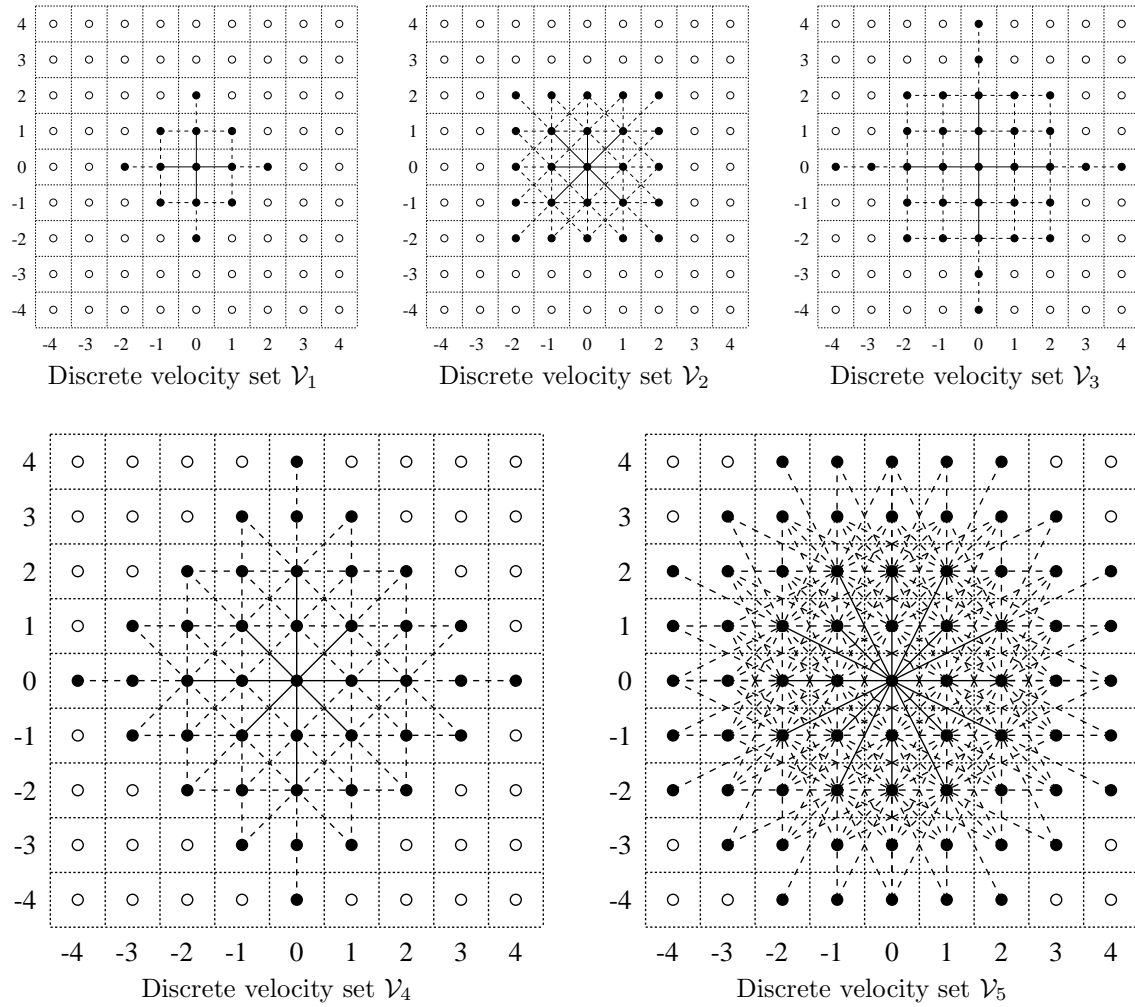 4 4 4
3 3 3
2 2 2
1 1 1
0 0 0
-1 -1 -1
-2 -2 -2
-3 -3 -3
-4 -4 -4
-4 -3 -2 -1 0 1 2 3 4 -4 -3 -2 -1 0 1 2 3 4 -4 -3 -2 -1 0 1 2 3 4
Discrete velocity set 𝒱₁ Discrete velocity set 𝒱₂ Discrete velocity set 𝒱₃
4 4
3 3
2 2
1 1
0 0
-1 -1
-2 -2
-3 -3
-4 -4
-4 -3 -2 -1 0 1 2 3 4 -4 -3 -2 -1 0 1 2 3 4
Discrete velocity set 𝒱₄ Discrete velocity set 𝒱₅